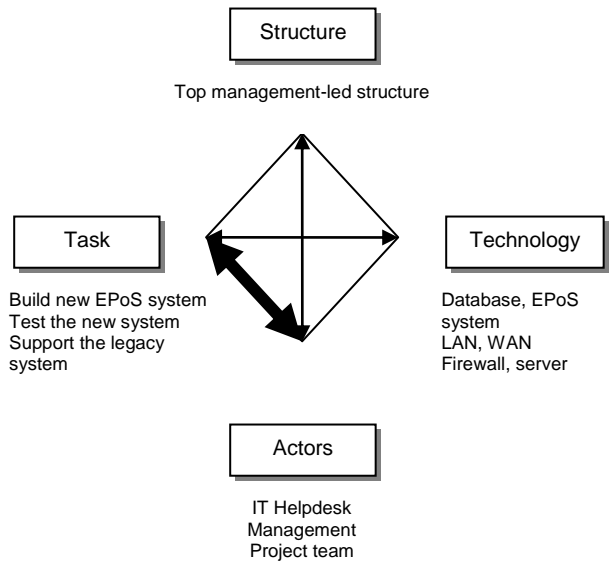 Structure
Top management-led structure
Task
Technology
Build new EPoS system
Test the new system
Support the legacy
system
Database, EPoS
system
LAN, WAN
Firewall, server
Actors
IT Helpdesk
Management
Project team